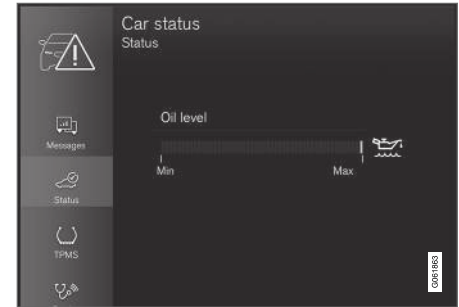 Car status
Status
Messages
Status
TPMS
Oil level
Min Max
G061863